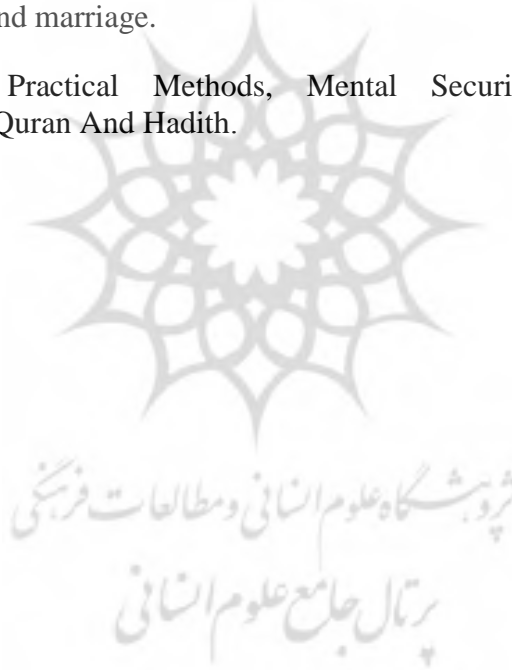 nd marriage.
Practical Methods, Mental Securi
Quran And Hadith.
پژوهشگاه علوم انسانی و مطالعات فرهنگی
پرتال جامع علوم انسانی